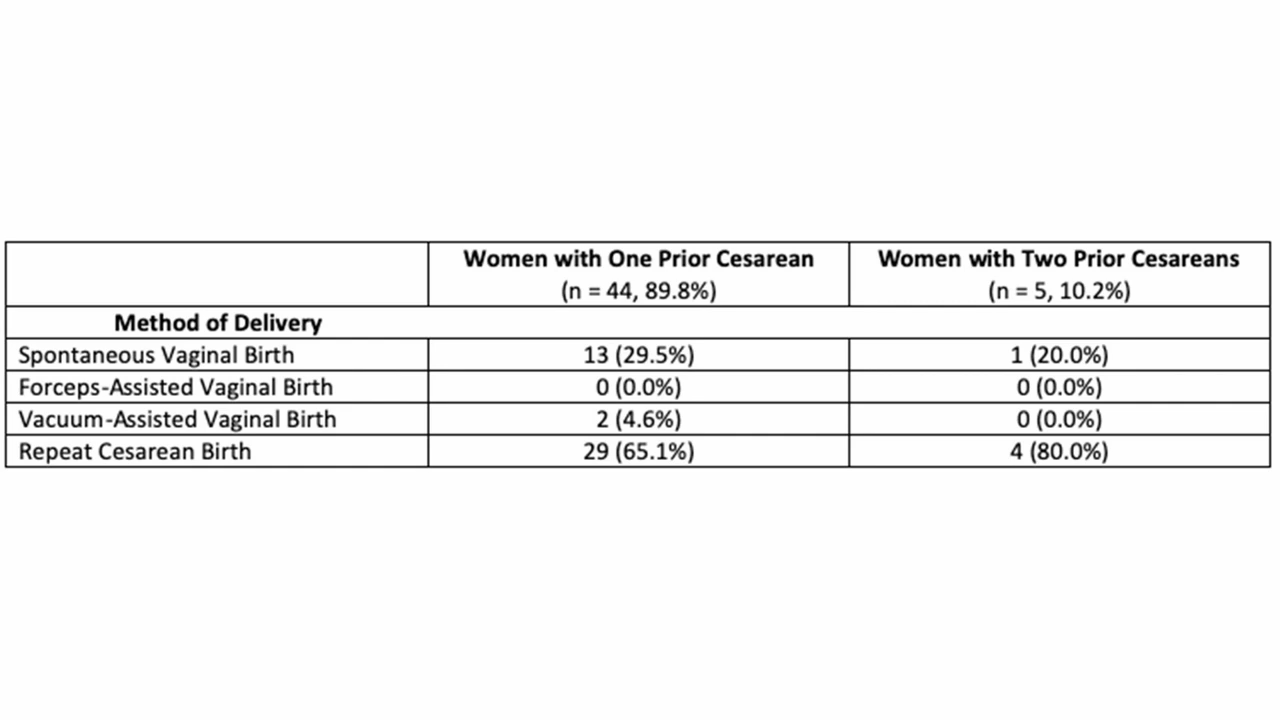 Women with One Prior Cesarean
(n = 44, 89.8%)
Women with Two Prior Cesareans
(n = 5, 10.2%)
Method of Delivery
Spontaneous Vaginal Birth 13 (29.5%) 1 (20.0%)
Forceps-Assisted Vaginal Birth 0 (0.0%) 0 (0.0%)
Vacuum-Assisted Vaginal Birth 2 (4.6%) 0 (0.0%)
Repeat Cesarean Birth 29 (65.1%) 4 (80.0%)